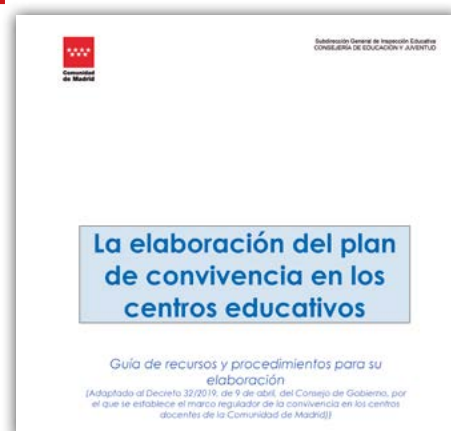 Comunidad
de Madrid
Subdirección General de Inspección Educativa
CONSEJERÍA DE EDUCACIÓN Y JUVENTUD
La elaboración del plan
de convivencia en los
centros educativos
Guía de recursos y procedimientos para su
elaboración
(Adaptado al Decreto 32/2019, de 9 de abril, del Consejo de Gobierno, por
el que se establece el marco regulador de la convivencia en los centros
docentes de la Comunidad de Madrid))